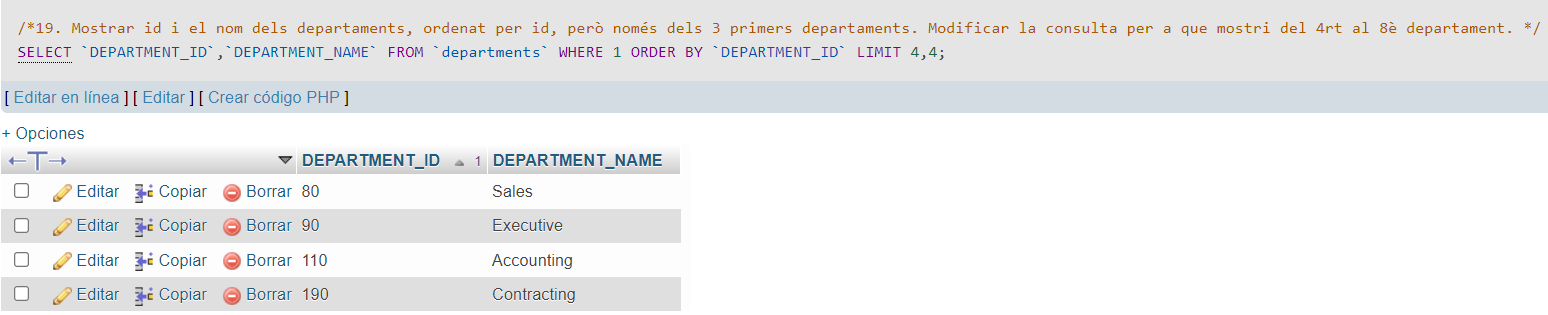 /*19. Mostrar id i el nom dels departaments, ordenat per id, però només dels 3 primers departaments. Modificar la consulta per a que mostri del 4rt al 8è departament. */
SELECT `DEPARTMENT_ID`,`DEPARTMENT_NAME` FROM `departments` WHERE 1 ORDER BY `DEPARTMENT_ID` LIMIT 4,4;
[ Editar en línea ] [ Editar ] [ Crear código PHP ]
+ Opciones
←T→ DEPARTMENT_ID 1 DEPARTMENT_NAME
Editar Copiar Borrar 80 Sales
Editar Copiar Borrar 90 Executive
Editar Copiar Borrar 110 Accounting
Editar Copiar Borrar 190 Contracting